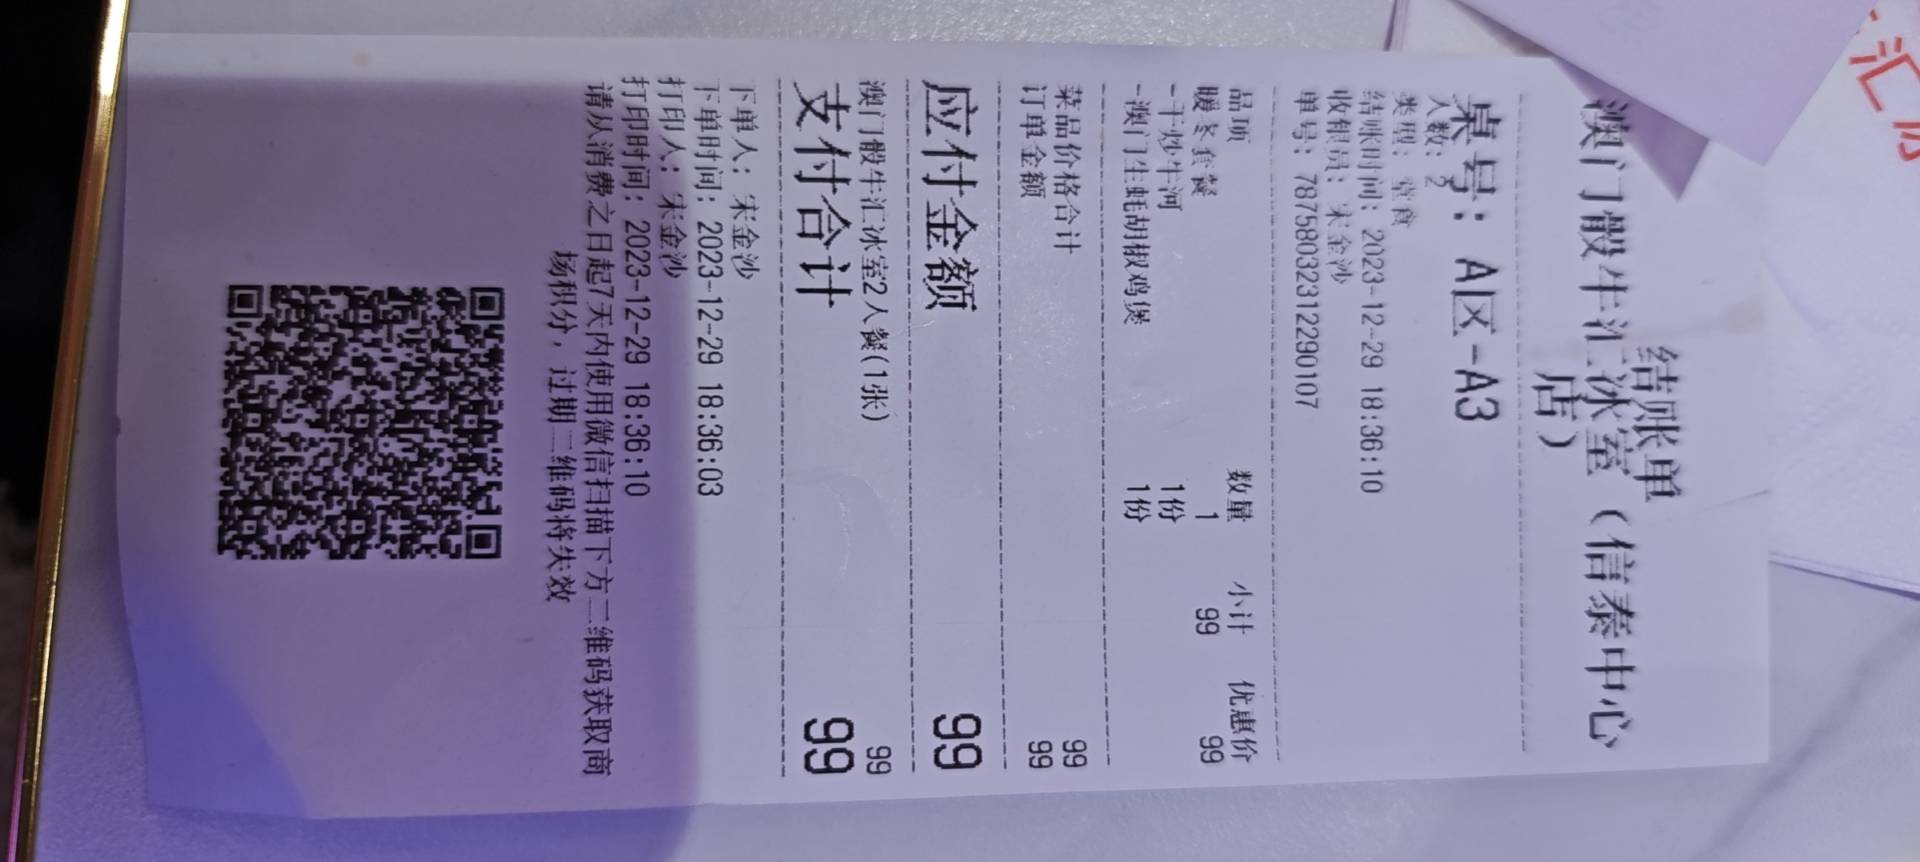 结账单
澳门骰牛汇冰室（信泰中心
店）
桌号：A区-A3
人数：2
类型：堂食
结账时间：2023-12-29 18:36:10
收银员：宋金沙
单号：78758032312290107
品项 数量 小计 优惠价
暖冬套餐 1 99 99
-干炒牛河 1份
-澳门生蚝胡椒鸡煲 1份
菜品价格合计 99
订单金额 99
应付金额 99
澳门骰牛汇冰室2人餐(1张) 99
支付合计 99
下单人：宋金沙
下单时间：2023-12-29 18:36:03
打印人：宋金沙
打印时间：2023-12-29 18:36:10
请从消费之日起7天内使用微信扫描下方二维码获取商
场积分，过期二维码将失效
汇